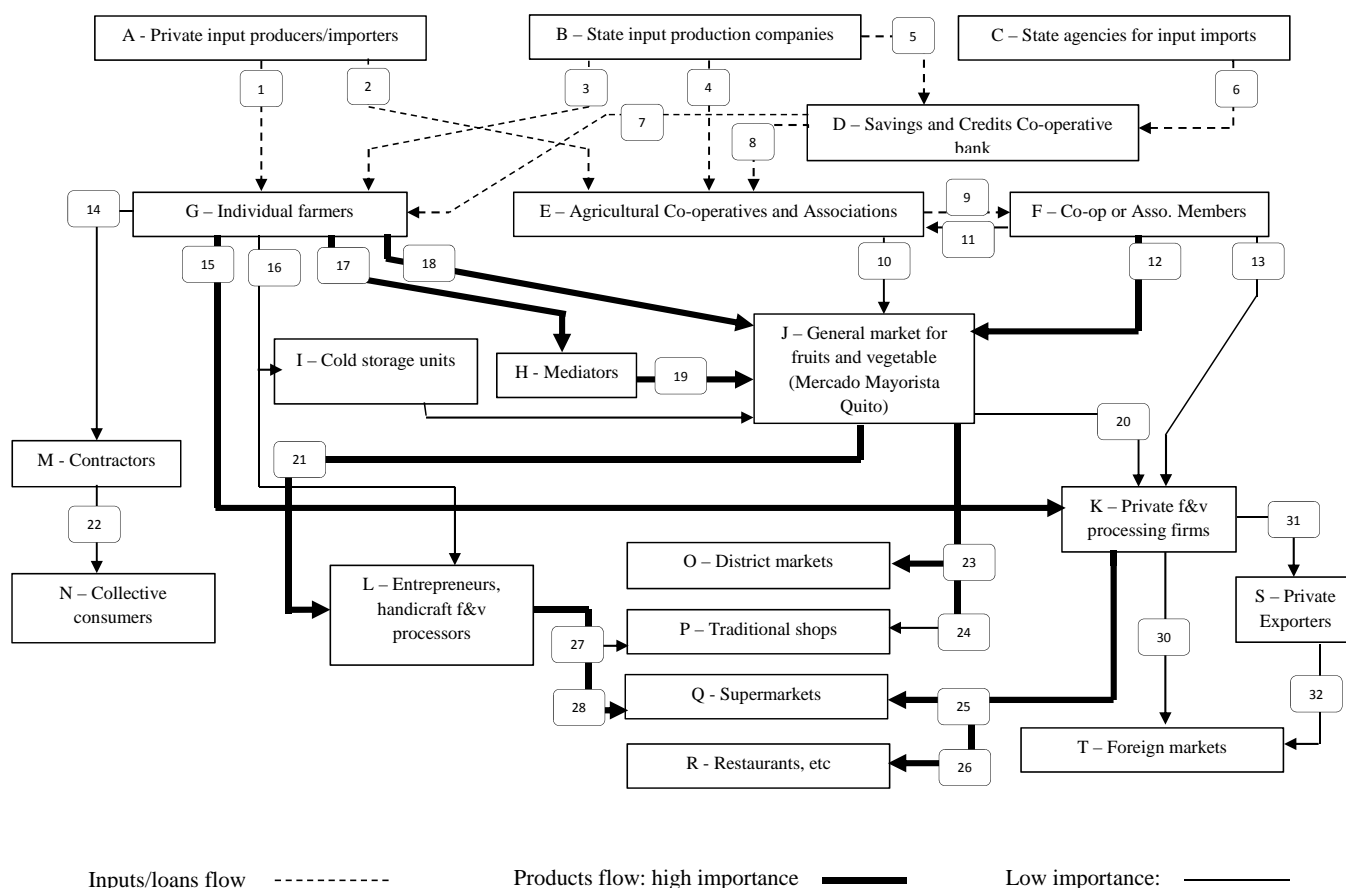 A - Private input producers/importers
B – State input production companies
C – State agencies for input imports
5
1
2
3
4
6
7
8
D – Savings and Credits Co-operative
bank
14
G – Individual farmers
E – Agricultural Co-operatives and Associations
9
F – Co-op or Asso. Members
11
15
16
17
18
10
12
13
I – Cold storage units
H - Mediators
19
J – General market for
fruits and vegetable
(Mercado Mayorista
Quito)
20
M - Contractors
21
22
K – Private f&v
processing firms
31
N – Collective
consumers
L – Entrepreneurs,
handicraft f&v
processors
O – District markets
23
S – Private
Exporters
27
P – Traditional shops
24
30
28
Q - Supermarkets
25
32
R - Restaurants, etc
26
T – Foreign markets
Inputs/loans flow
Products flow: high importance
Low importance: